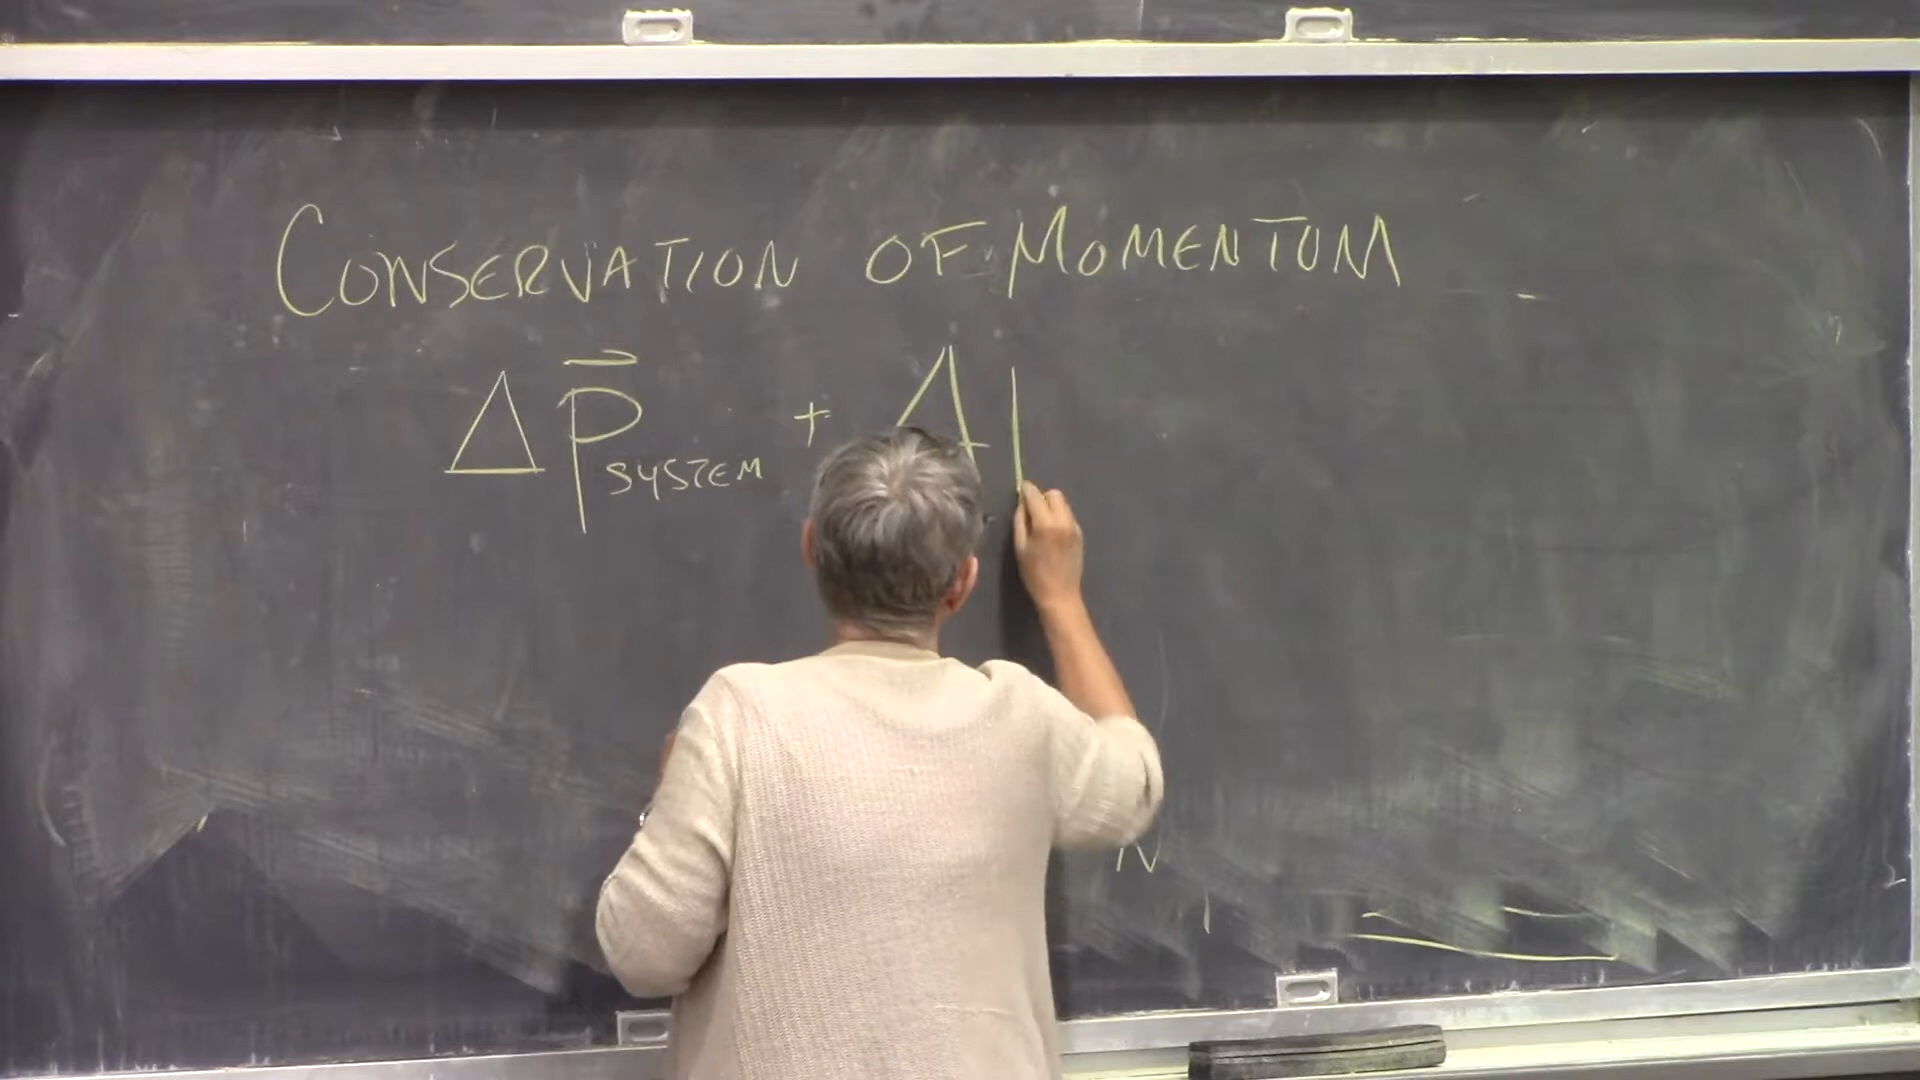 CONSERVATION OF MOMENTUM
Δp⃗ SYSTEM + Δ